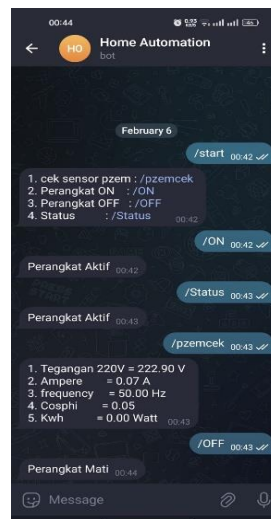 00:44
0.93 KB/S
HO
Home Automation
bot
February 6
/start 00:42
1. cek sensor pzem : /pzemcek
2. Perangkat ON : /ON
3. Perangkat OFF : /OFF
4. Status : /Status 00:42
/ON 00:42
Perangkat Aktif 00:42
/Status 00:43
Perangkat Aktif 00:43
/pzemcek 00:43
1. Tegangan 220V = 222.90 V
2. Ampere = 0.07 A
3. frequency = 50.00 Hz
4. Cosphi = 0.05
5. Kwh = 0.00 Watt 00:43
/OFF 00:43
Perangkat Mati 00:44
Message